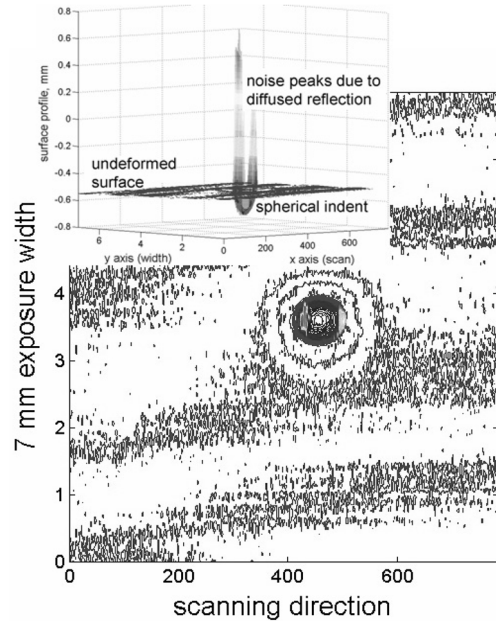 0.8
0.6
0.4
0.2
0
-0.2
-0.4
-0.6
-0.8
surface profile, mm
noise peaks due to
diffused reflection
undeformed
surface
spherical indent
6
4
2
0
0
200
400
600
y axis (width)
x axis (scan)
7 mm exposure width
4
3
2
1
0
0
200
400
600
scanning direction